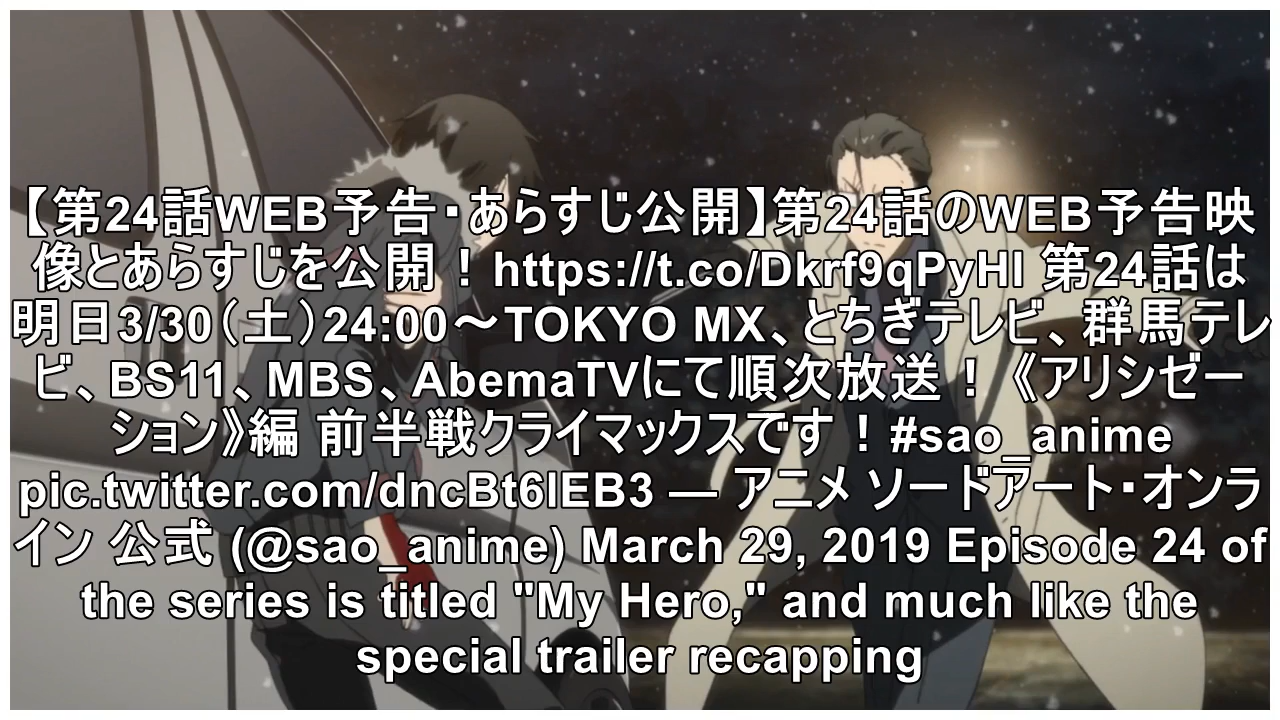 【第24話WEB予告・あらすじ公開】第24話のWEB予告映
像とあらすじを公開！https://t.co/Dkrf9qPyHl 第24話は
明日3/30（土）24:00～TOKYO MX、とちぎテレビ、群馬テレ
ビ、BS11、MBS、AbemaTVにて順次放送！《アリシゼー
ション》編 前半戦クライマックスです！#sao_anime
pic.twitter.com/dncBt6lEB3 — アニメ ソードアート・オンラ
イン 公式 (@sao_anime) March 29, 2019 Episode 24 of
the series is titled "My Hero," and much like the
special trailer recapping